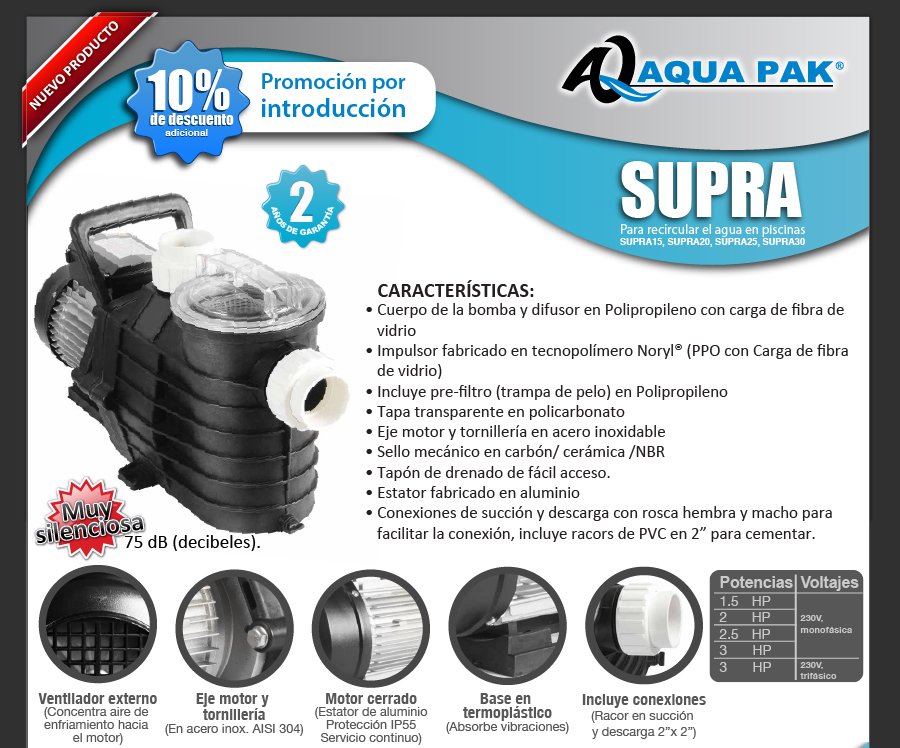 NUEVO PRODUCTO
10%
de descuento
adicional
Promoción por
introducción
AQUA PAK®
SUPRA
Para recircular el agua en piscinas
SUPRA15, SUPRA20, SUPRA25, SUPRA30
2
AÑOS DE GARANTÍA
CARACTERÍSTICAS:
• Cuerpo de la bomba y difusor en Polipropileno con carga de fibra de
vidrio
• Impulsor fabricado en tecnopolímero Noryl® (PPO con Carga de fibra
de vidrio)
• Incluye pre-filtro (trampa de pelo) en Polipropileno
• Tapa transparente en policarbonato
• Eje motor y tornillería en acero inoxidable
• Sello mecánico en carbón/ cerámica /NBR
• Tapón de drenado de fácil acceso.
• Estator fabricado en aluminio
• Conexiones de succión y descarga con rosca hembra y macho para
facilitar la conexión, incluye racors de PVC en 2” para cementar.
Muy
silenciosa
75 dB (decibeles).
Ventilador externo
(Concentra aire de
enfriamiento hacia
el motor)
Eje motor y
tornillería
(En acero inox. AISI 304)
Motor cerrado
(Estator de aluminio
Protección IP55
Servicio continuo)
Base en
termoplástico
(Absorbe vibraciones)
Incluye conexiones
(Racor en succión
y descarga 2”x 2”)
Potencias Voltajes
1.5 HP
2 HP
2.5 HP
3 HP
230V,
monofásica
3 HP
230V,
trifásico